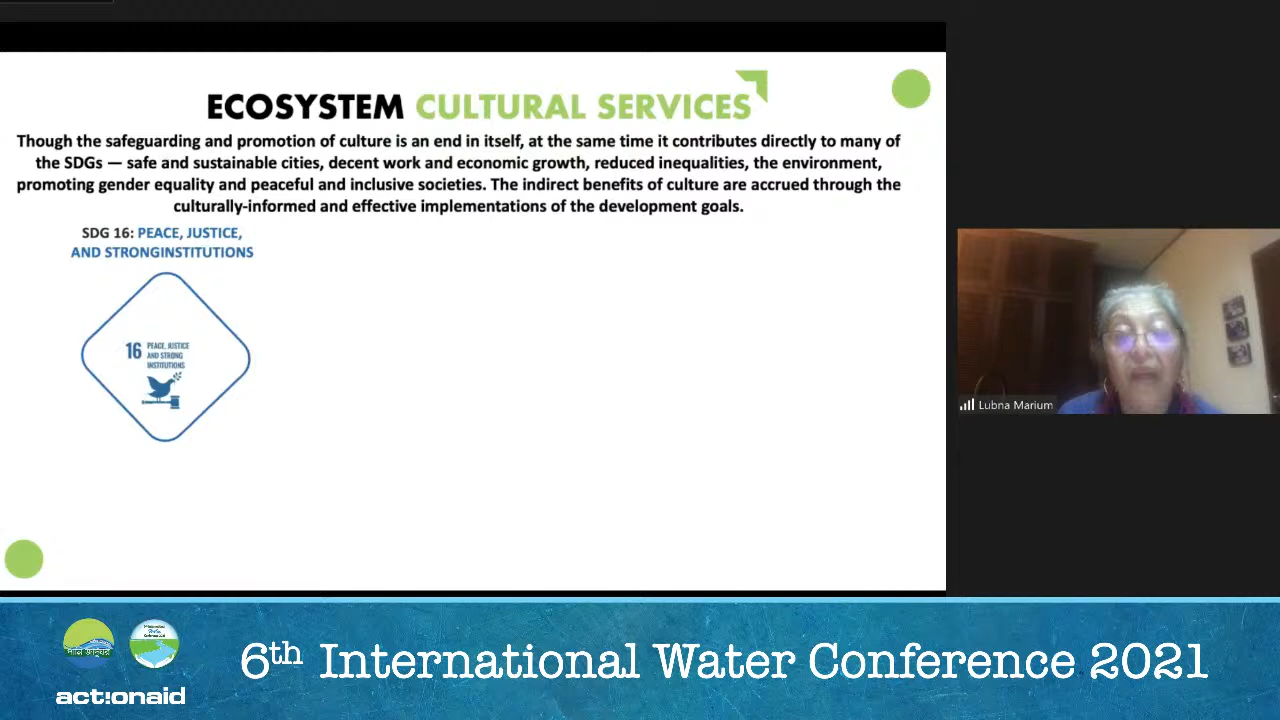 ECOSYSTEM CULTURAL SERVICES
Though the safeguarding and promotion of culture is an end in itself, at the same time it contributes directly to many of
the SDGs — safe and sustainable cities, decent work and economic growth, reduced inequalities, the environment,
promoting gender equality and peaceful and inclusive societies. The indirect benefits of culture are accrued through the
culturally-informed and effective implementations of the development goals.
SDG 16: PEACE, JUSTICE,
AND STRONGINSTITUTIONS
16 PEACE, JUSTICE
AND STRONG
INSTITUTIONS
Lubna Marium
6th International Water Conference 2021
act!onaid